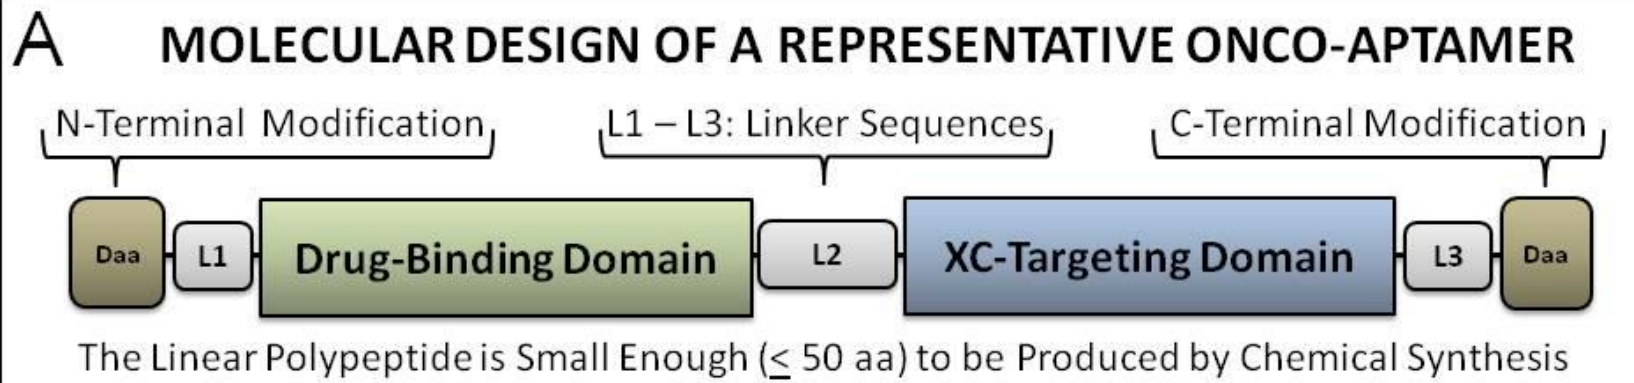 A
MOLECULAR DESIGN OF A REPRESENTATIVE ONCO-APTAMER
N-Terminal Modification
L1 – L3: Linker Sequences
C-Terminal Modification
Daa
L1
Drug-Binding Domain
L2
XC-Targeting Domain
L3
Daa
The Linear Polypeptide is Small Enough (≤ 50 aa) to be Produced by Chemical Synthesis